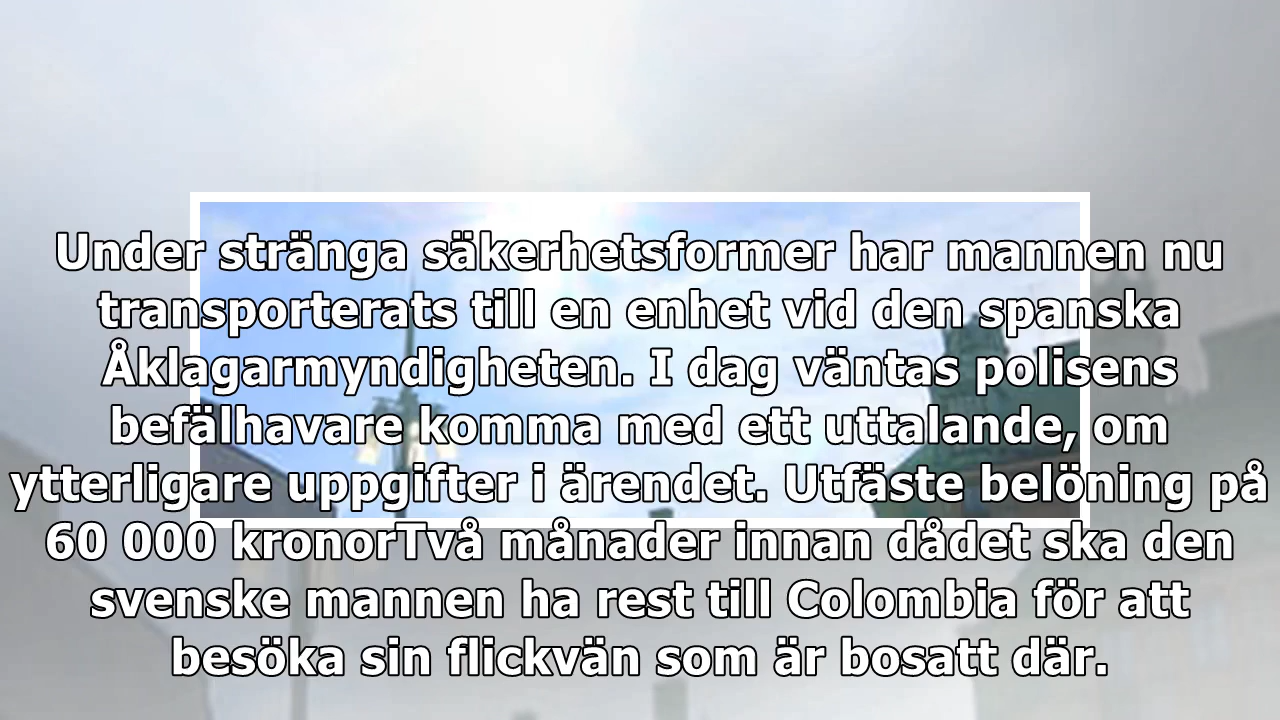 Under stränga säkerhetsformer har mannen nu
transporterats till en enhet vid den spanska
Åklagarmyndigheten. I dag väntas polisens
befälhavare komma med ett uttalande, om
ytterligare uppgifter i ärendet. Utfäste belöning på
60 000 kronorTvå månader innan dådet ska den
svenske mannen ha rest till Colombia för att
besöka sin flickvän som är bosatt där.